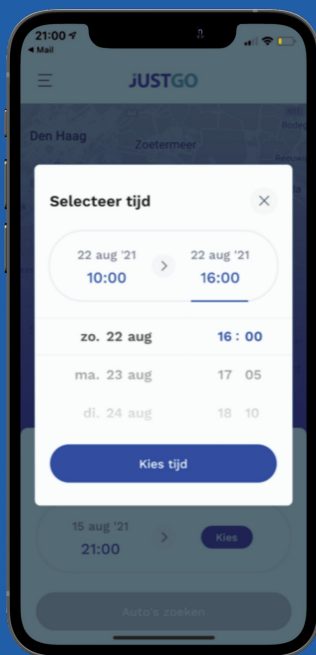 21:00
◀ Mail
JUSTGO
Den Haag
Zoetermeer
Selecteer tijd
22 aug '21 22 aug '21
10:00 > 16:00
zo. 22 aug 16 : 00
ma. 23 aug 17 05
di. 24 aug 18 10
Kies tijd
15 aug '21
21:00 > Kies
Auto's zoeken